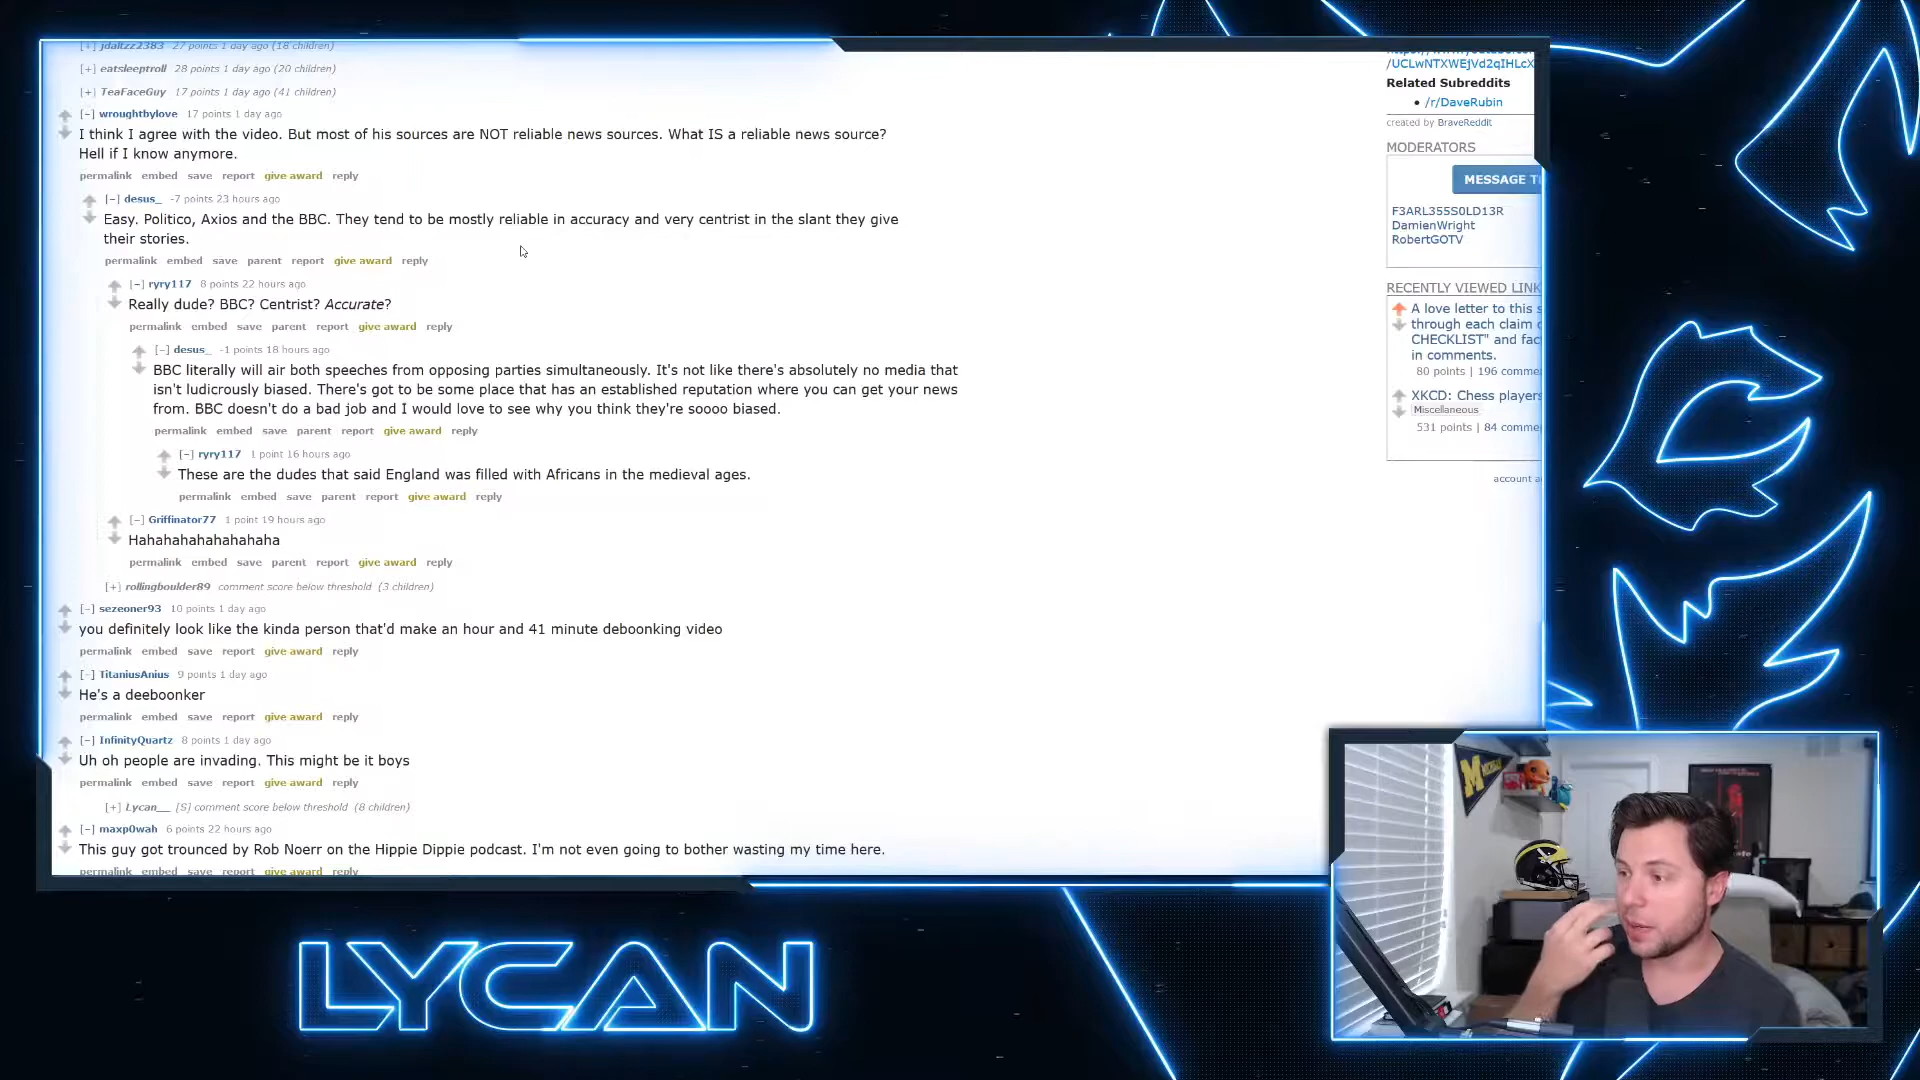 [+] jdaltzz2383 27 points 1 day ago (18 children)
[+] eatsleeptroll 28 points 1 day ago (20 children)
[+] TeaFaceGuy 17 points 1 day ago (41 children)
[–] wroughtbylove 17 points 1 day ago
I think I agree with the video. But most of his sources are NOT reliable news sources. What IS a reliable news source?
Hell if I know anymore.
permalink embed save report give award reply
[–] desus_ -7 points 23 hours ago
Easy. Politico, Axios and the BBC. They tend to be mostly reliable in accuracy and very centrist in the slant they give
their stories.
permalink embed save parent report give award reply
[–] ryry117 8 points 22 hours ago
Really dude? BBC? Centrist? Accurate?
permalink embed save parent report give award reply
[–] desus_ -1 points 18 hours ago
BBC literally will air both speeches from opposing parties simultaneously. It's not like there's absolutely no media that
isn't ludicrously biased. There's got to be some place that has an established reputation where you can get your news
from. BBC doesn't do a bad job and I would love to see why you think they're soooo biased.
permalink embed save parent report give award reply
[–] ryry117 1 point 16 hours ago
These are the dudes that said England was filled with Africans in the medieval ages.
permalink embed save parent report give award reply
[–] Griffinator77 1 point 19 hours ago
Hahahahahahahahaha
permalink embed save parent report give award reply
[+] rollingboulder89 comment score below threshold (3 children)
[–] sezeoner93 10 points 1 day ago
you definitely look like the kinda person that'd make an hour and 41 minute deboonking video
permalink embed save report give award reply
[–] TitaniusAnius 9 points 1 day ago
He's a deeboonker
permalink embed save report give award reply
[–] InfinityQuartz 8 points 1 day ago
Uh oh people are invading. This might be it boys
permalink embed save report give award reply
[+] Lycan__ [S] comment score below threshold (8 children)
[–] maxp0wah 6 points 22 hours ago
This guy got trounced by Rob Noerr on the Hippie Dippie podcast. I'm not even going to bother wasting my time here.
permalink embed save report give award reply
/UCLwNTXWEjVd2qIHLcX
Related Subreddits
• /r/DaveRubin
created by BraveReddit
MODERATORS
MESSAGE T
F3ARL355S0LD13R
DamienWright
RobertGOTV
RECENTLY VIEWED LINK
A love letter to this s
through each claim
CHECKLIST" and fac
in comments.
80 points | 196 comme
XKCD: Chess players
Miscellaneous
531 points | 84 comme
account a
M
LYCAN